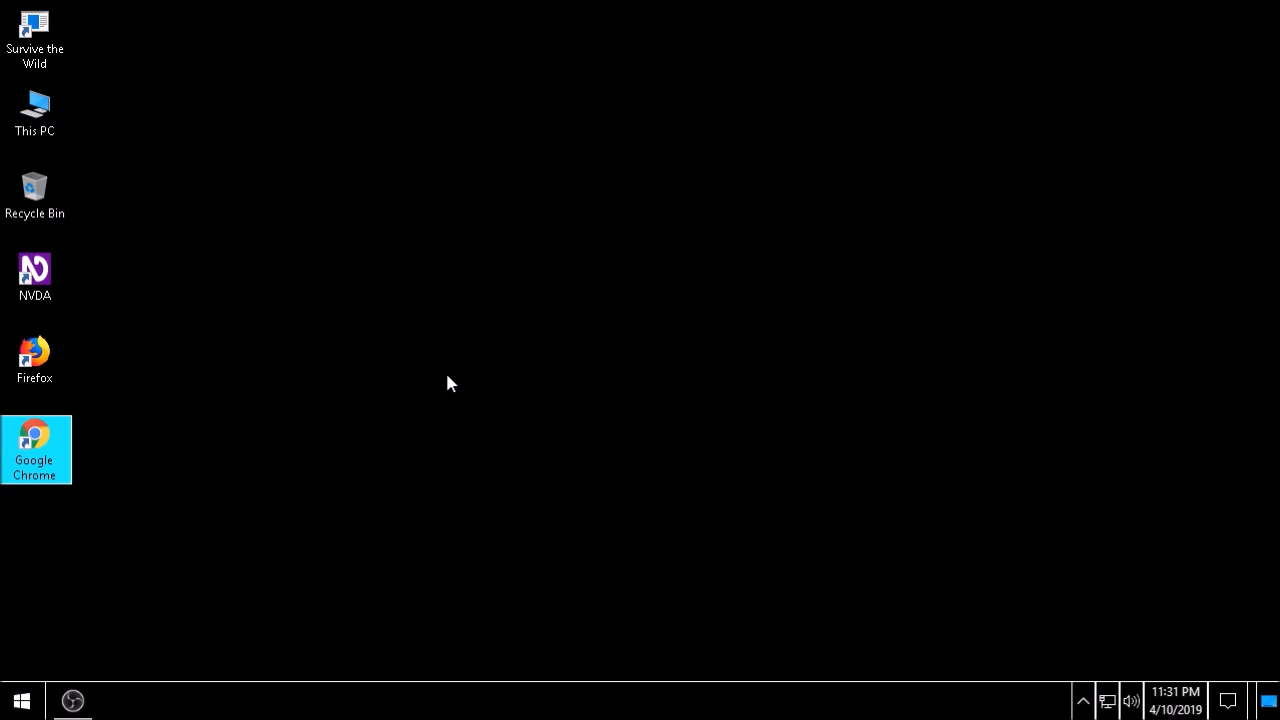 Survive the
Wild
This PC
Recycle Bin
NVDA
Firefox
Google
Chrome
11:31 PM
4/10/2019